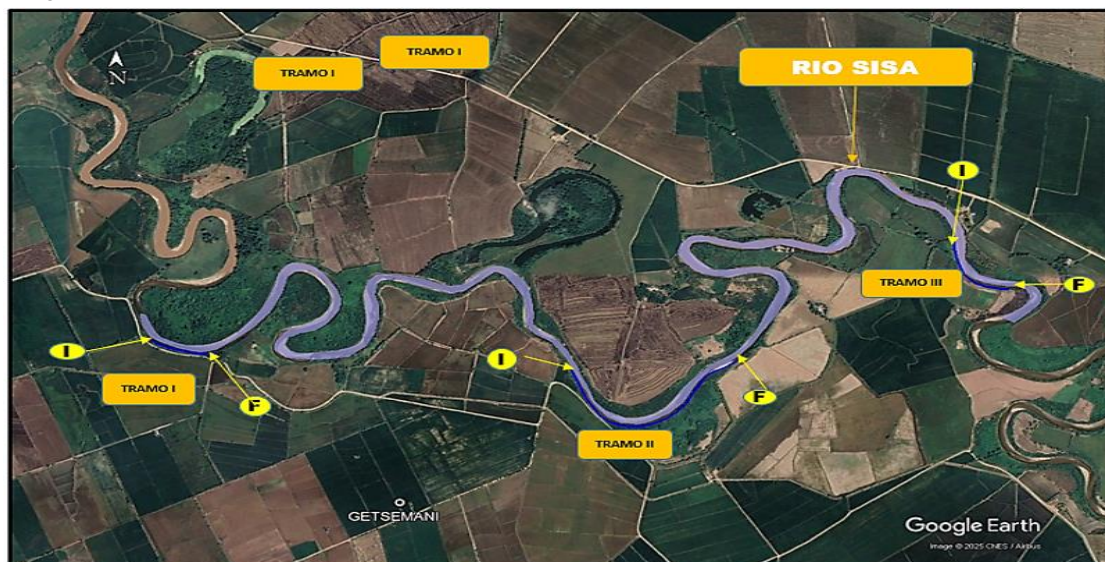 TRAMO I
TRAMO I
RIO SISA
N
I
TRAMO III
F
I
I
F
TRAMO I
F
TRAMO II
GETSEMANI
Google Earth
Image © 2025 CNES / Airbus